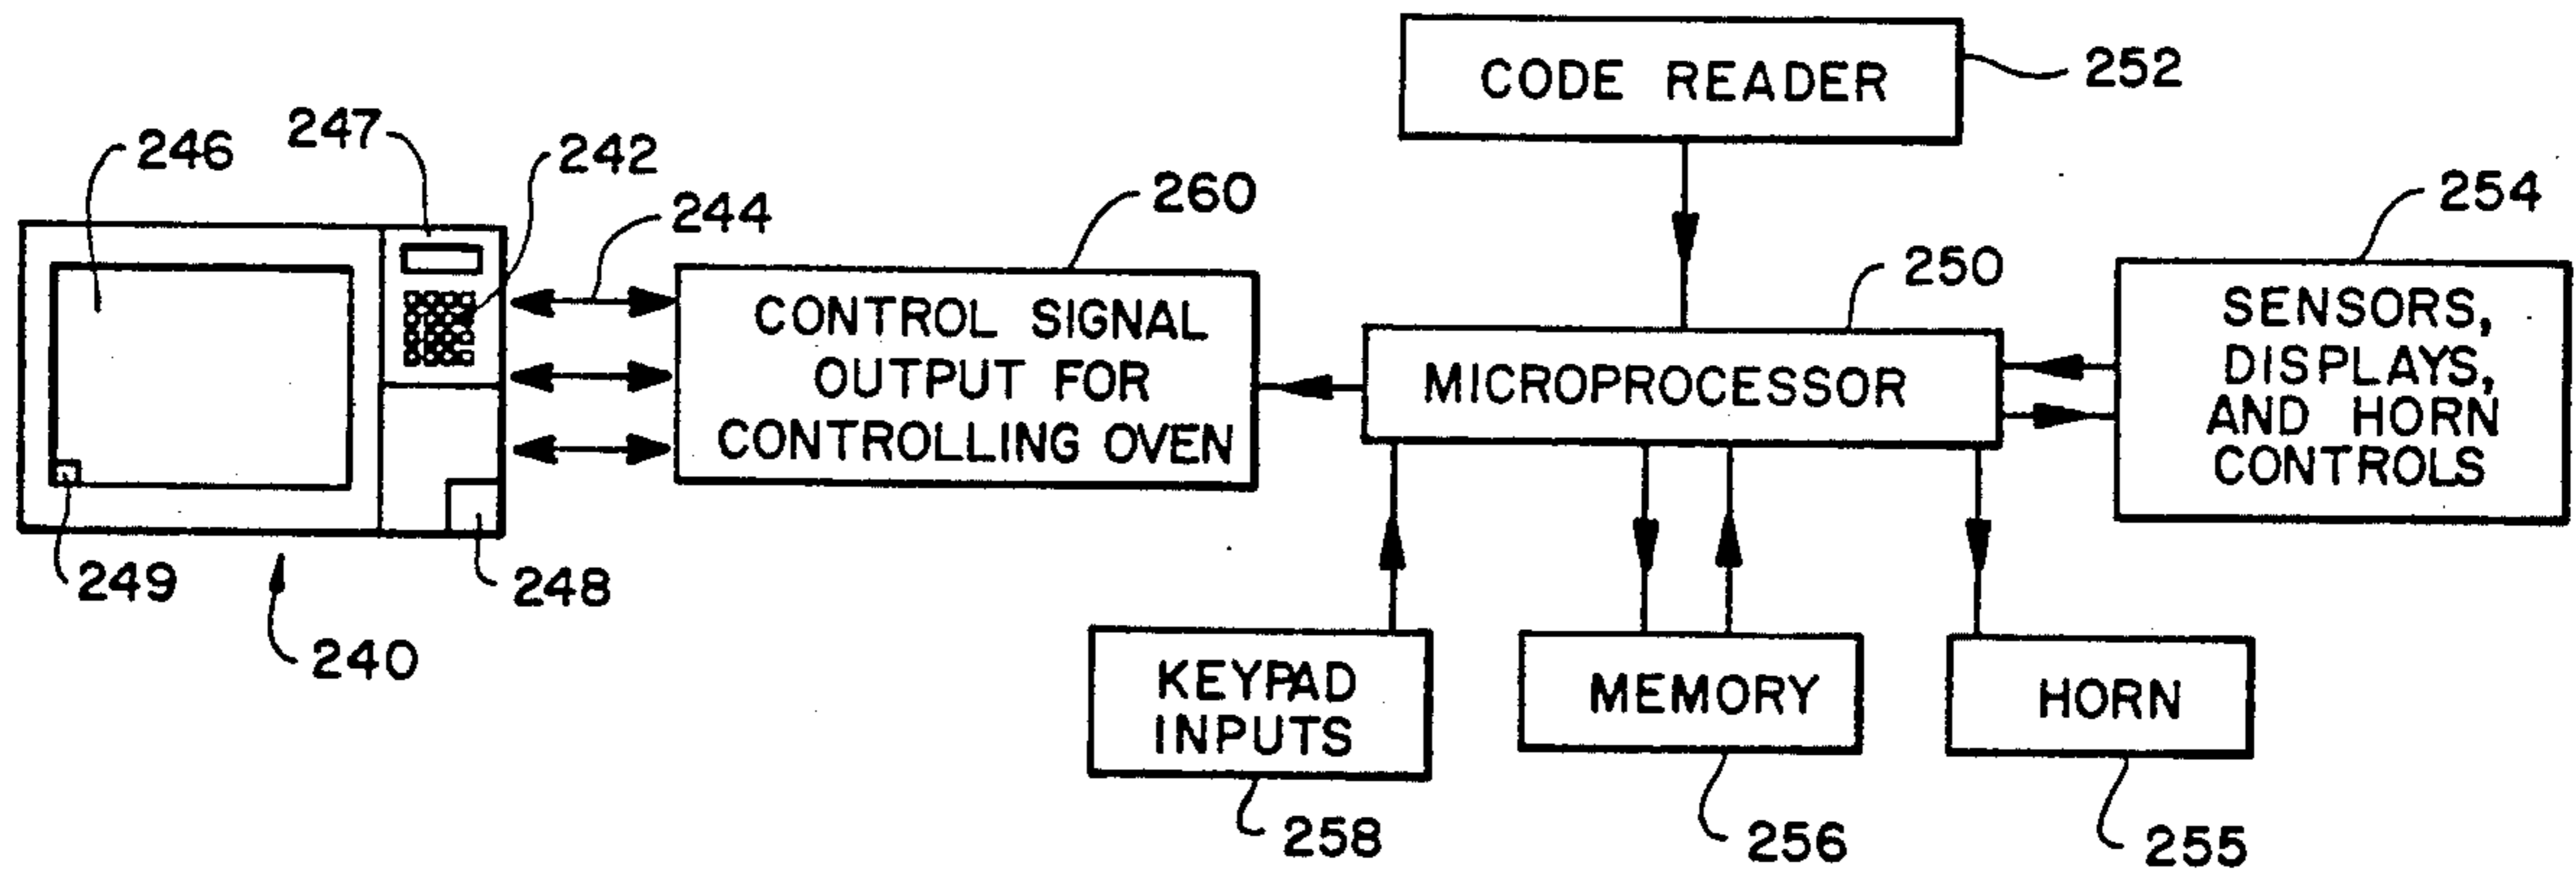 246
247
242
244
260
CODE READER
252
254
250
CONTROL SIGNAL
OUTPUT FOR
CONTROLLING OVEN
MICROPROCESSOR
SENSORS,
DISPLAYS,
AND HORN
CONTROLS
249
240
248
KEYPAD
INPUTS
MEMORY
HORN
258
256
255